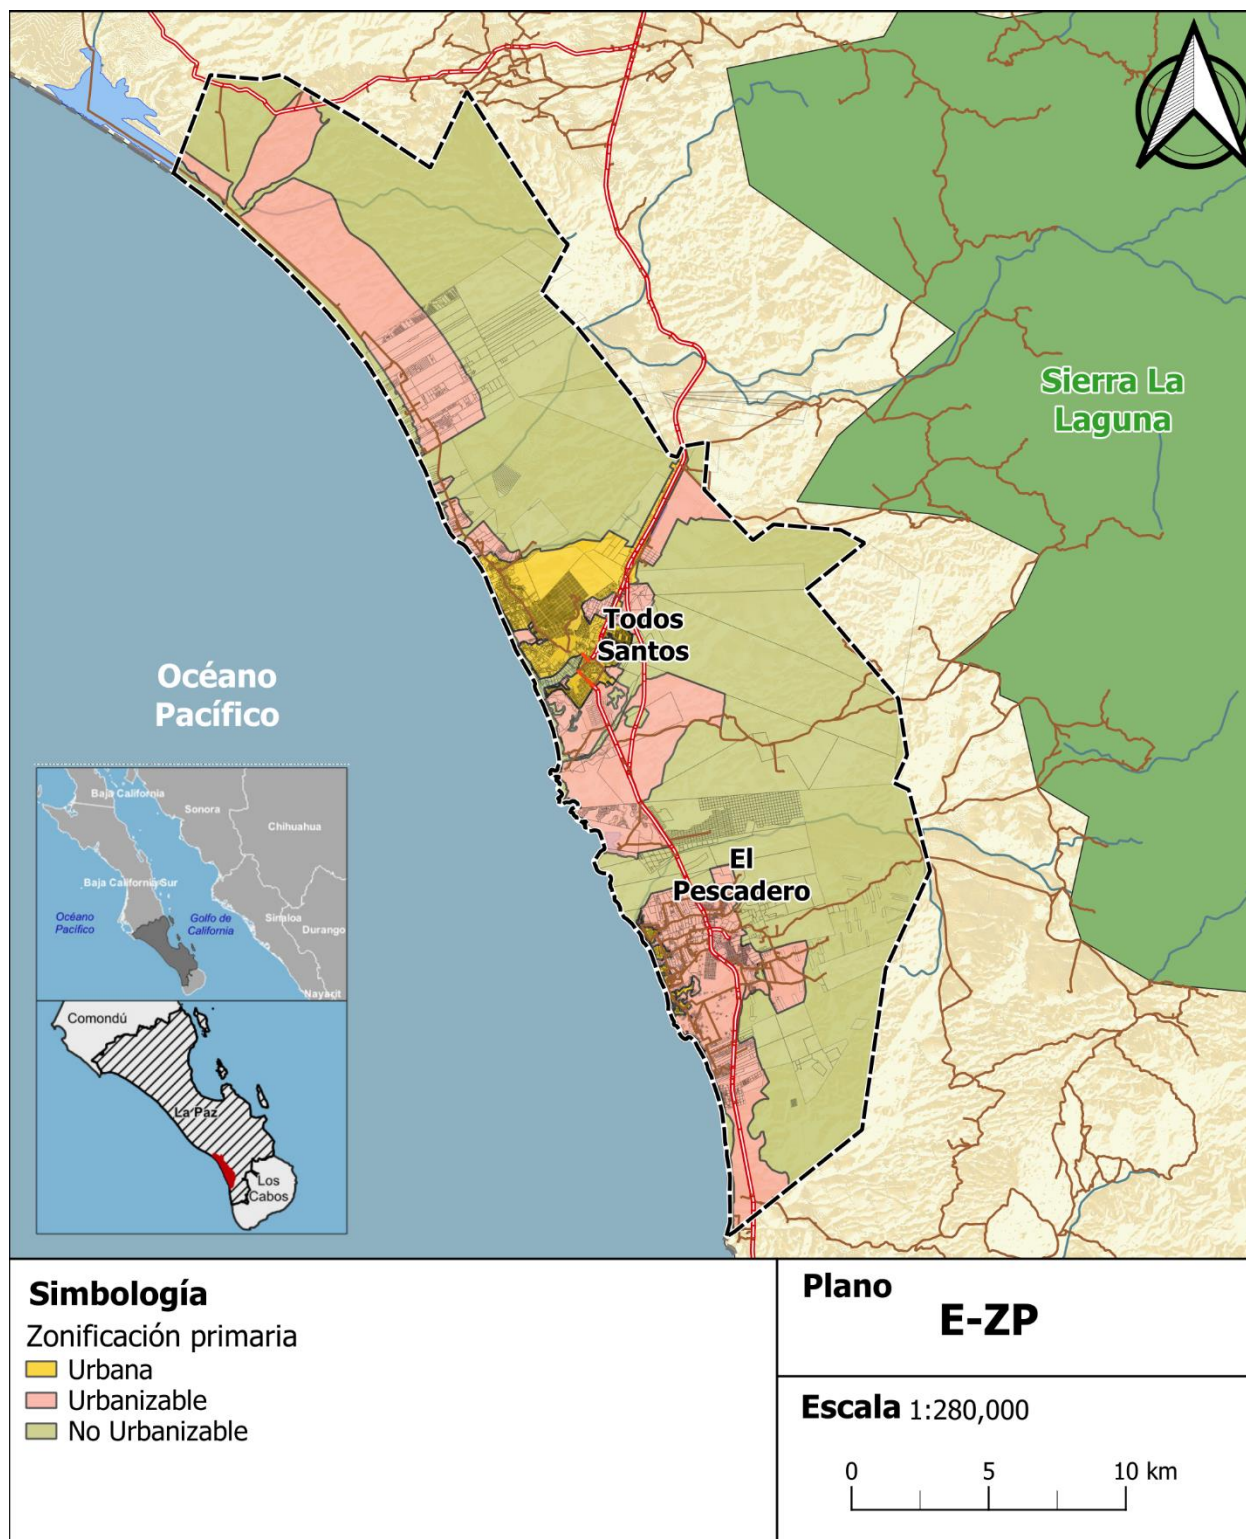 Sierra La
Laguna
Todos
Santos
Océano
Pacífico
El
Pescadero
Baja California
Sonora
Chihuahua
Baja California Sur
Océano
Pacífico
Golfo de
California
Sinaloa
Durango
Nayarit
Comondú
La Paz
Los
Cabos
Simbología
Zonificación primaria
Urbana
Urbanizable
No Urbanizable
Plano
E-ZP
Escala 1:280,000
0 5 10 km